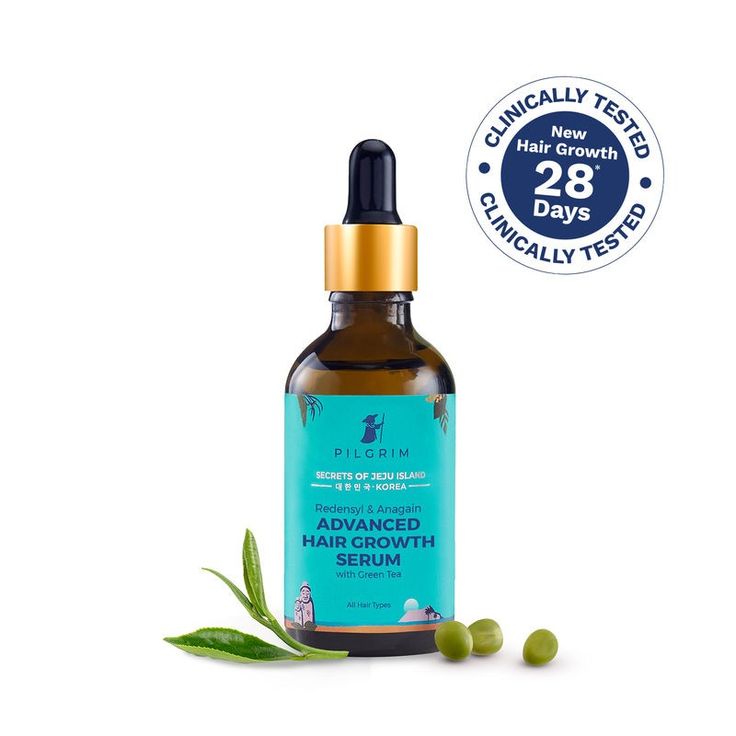 CLINICALLY TESTED
New
Hair Growth
28*
Days
CLINICALLY TESTED
PILGRIM
SECRETS OF JEJU ISLAND
대한민국·KOREA
Redensyl & Anagain
ADVANCED
HAIR GROWTH
SERUM
with Green Tea
All Hair Types